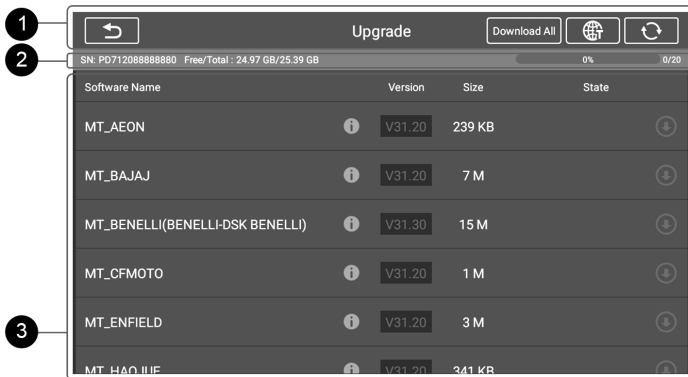 1
Upgrade
Download All
2
SN: PD712088888880 Free/Total : 24.97 GB/25.39 GB
0%
0/20
Software Name Version Size State
MT_AEON V31.20 239 KB
MT_BAJAJ V31.20 7 M
MT_BENELLI(BENELLI-DSK BENELLI) V31.30 15 M
MT_CFMOTO V31.20 1 M
3
MT_ENFIELD V31.20 3 M
MT_HAOJUE V31.20 341 KB